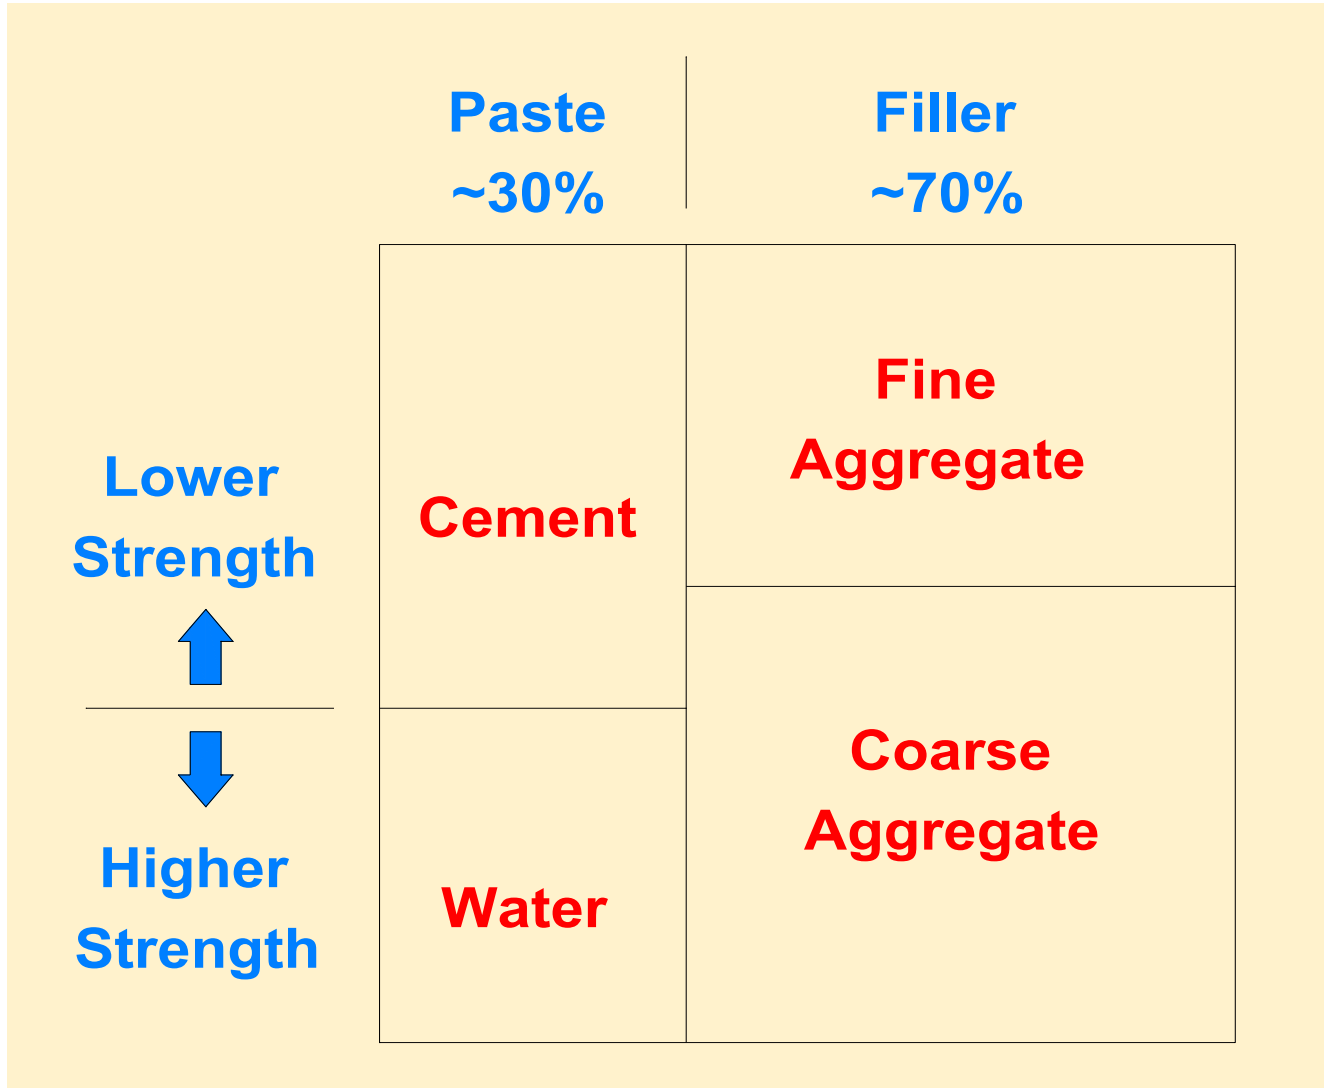 Paste
~30%
Filler
~70%
Lower
Strength
Higher
Strength
Cement
Water
Fine
Aggregate
Coarse
Aggregate